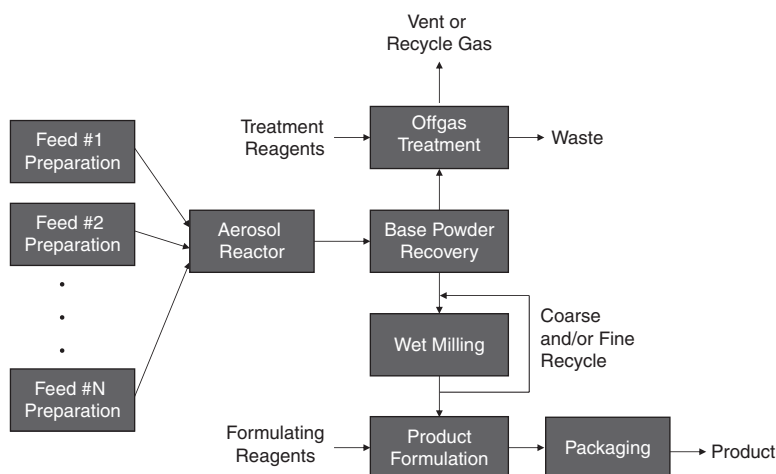 Vent or
Recycle Gas
Treatment
Reagents
Offgas
Treatment
Waste
Feed #1
Preparation
Feed #2
Preparation
Aerosol
Reactor
Base Powder
Recovery
Wet Milling
Coarse
and/or Fine
Recycle
Feed #N
Preparation
Formulating
Reagents
Product
Formulation
Packaging
Product